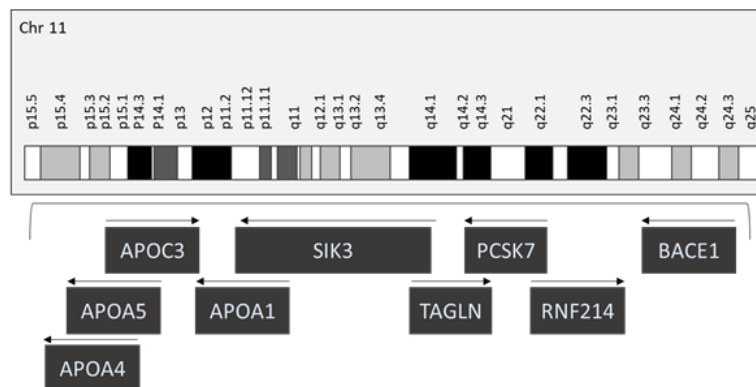 Chr 11
p15.5 p15.4 p15.3 p15.2 p15.1 P14.3 P14.1 p13 p12 p11.2 p11.12 p11.11 q11 q12.1 q13.1 q13.2 q13.4 q14.1 q14.2 q14.3 q21 q22.1 q22.3 q23.1 q23.3 q24.1 q24.2 q24.3 q25
APOC3 SIK3 PCSK7 BACE1
APOA5 APOA1 TAGLN RNF214
APOA4